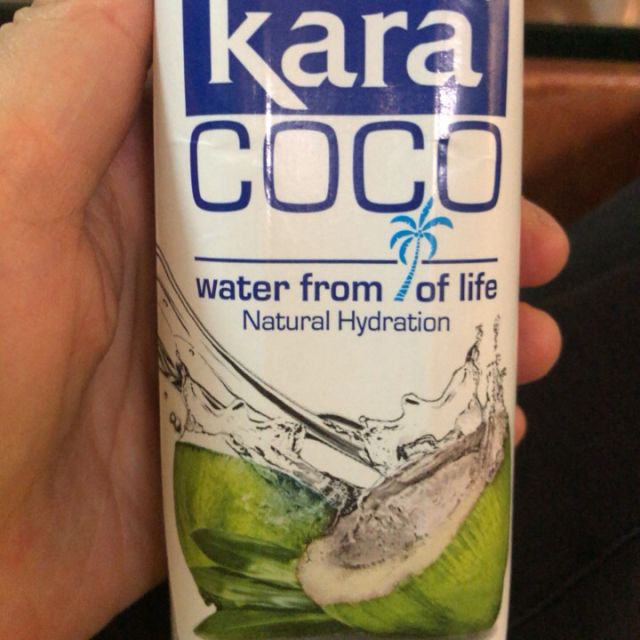 kara
COCO
water from of life
Natural Hydration